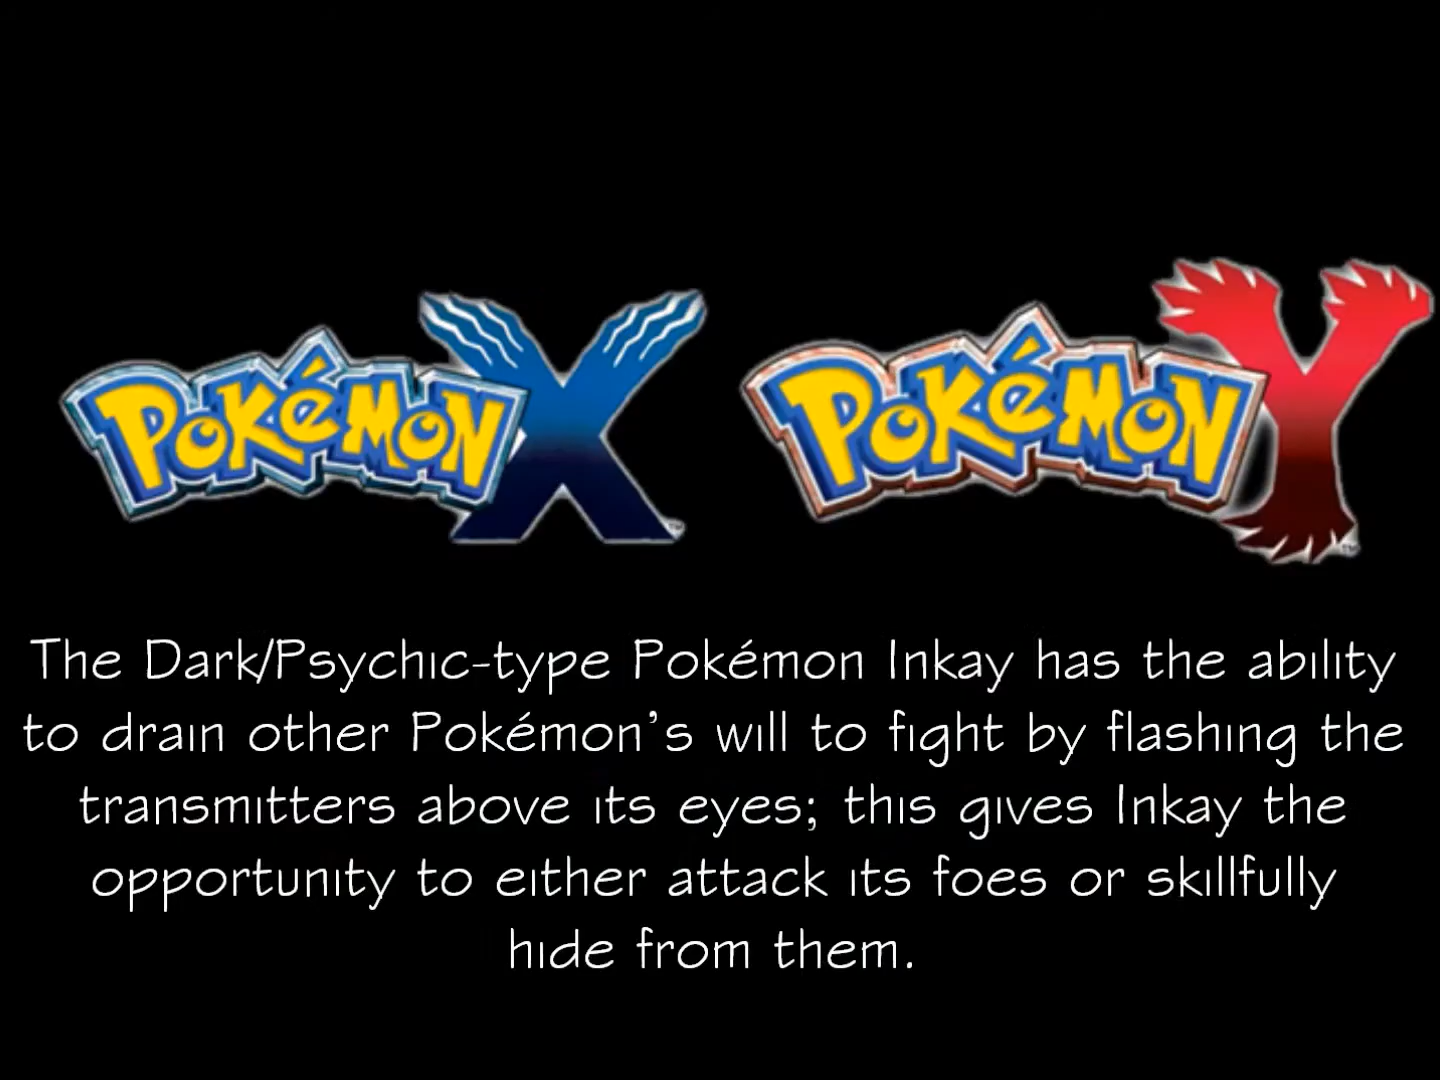 POKéMON X™ POKéMON Y™
The Dark/Psychic-type Pokémon Inkay has the ability
to drain other Pokémon’s will to fight by flashing the
transmitters above its eyes; this gives Inkay the
opportunity to either attack its foes or skillfully
hide from them.